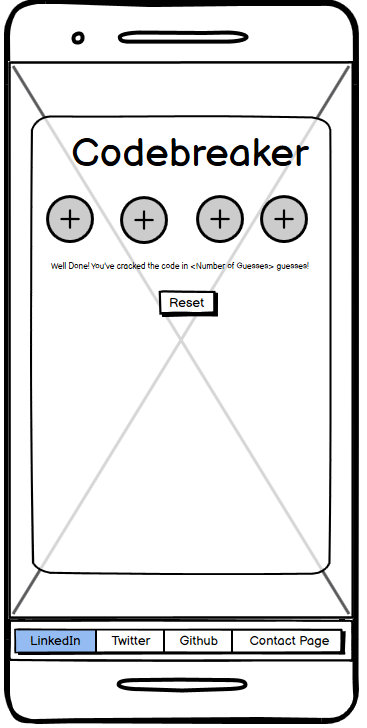 Codebreaker
Well Done! You've cracked the code in <Number of Guesses> guesses!
Reset
LinkedIn Twitter Github Contact Page